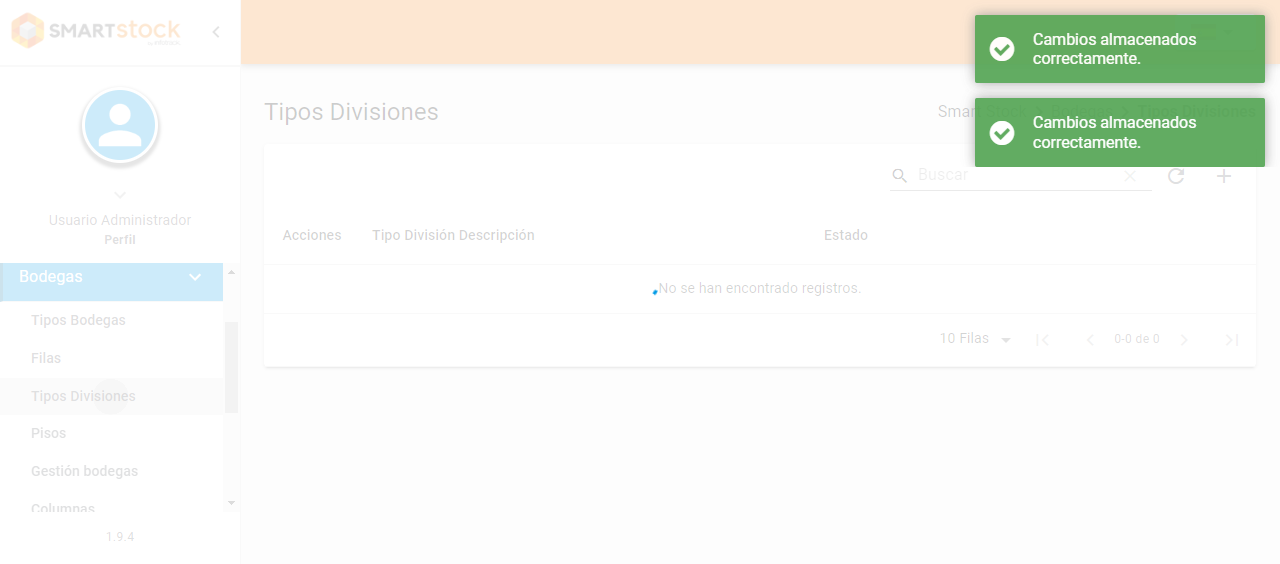 SMARTstock
Cambios almacenados
correctamente.
Cambios almacenados
correctamente.
Tipos Divisiones
Buscar
Usuario Administrador
Perfil
Acciones
Tipo División Descripción
Estado
No se han encontrado registros.
10 Filas
0-0 de 0
Bodegas
Tipos Bodegas
Filas
Tipos Divisiones
Pisos
Gestión bodegas
Columnas
1.9.4